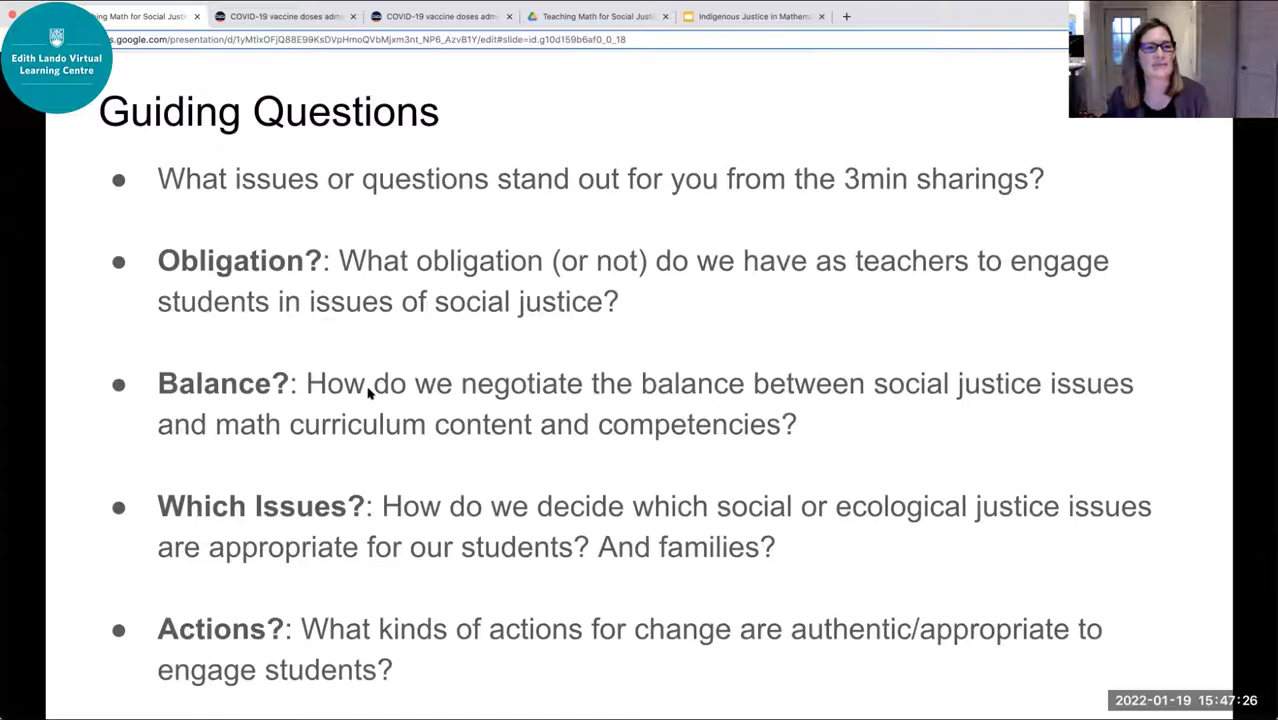 ching Math for Social Justi
COVID-19 vaccine doses adm
COVID-19 vaccine doses adm
Teaching Math for Social Justic
Indigenous Justice in Mathem
s.google.com/presentation/d/1yMtixOFjQ88E99KsDVpHmoQVbMjxm3nt_NP6_AzvB1Y/edit#slide=id.g10d159b6af0_0_18
Edith Lando Virtual
Learning Centre
Guiding Questions
● What issues or questions stand out for you from the 3min sharings?
● Obligation?: What obligation (or not) do we have as teachers to engage
students in issues of social justice?
● Balance?: How do we negotiate the balance between social justice issues
and math curriculum content and competencies?
● Which Issues?: How do we decide which social or ecological justice issues
are appropriate for our students? And families?
● Actions?: What kinds of actions for change are authentic/appropriate to
engage students?
2022-01-19 15:47:26